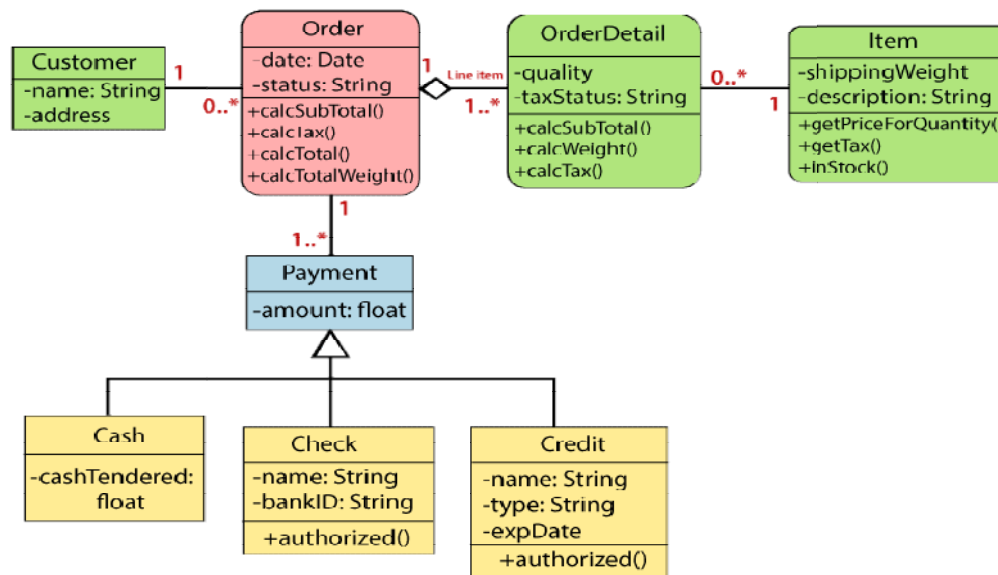 Customer
-name: String
-address
1
0..*
Order
-date: Date
-status: String
+calcSubTotal()
+calcTax()
+calcTotal()
+calcTotalWeight()
1
Line item
1..*
OrderDetail
-quality
-taxStatus: String
+calcSubTotal()
+calcWeight()
+calcTax()
0..*
1
Item
-shippingWeight
-description: String
+getPriceForQuantity(
+getTax()
+inStock()
1
1..*
Payment
-amount: float
Cash
-cashTendered:
float
Check
-name: String
-bankID: String
+authorized()
Credit
-name: String
-type: String
-expDate
+authorized()